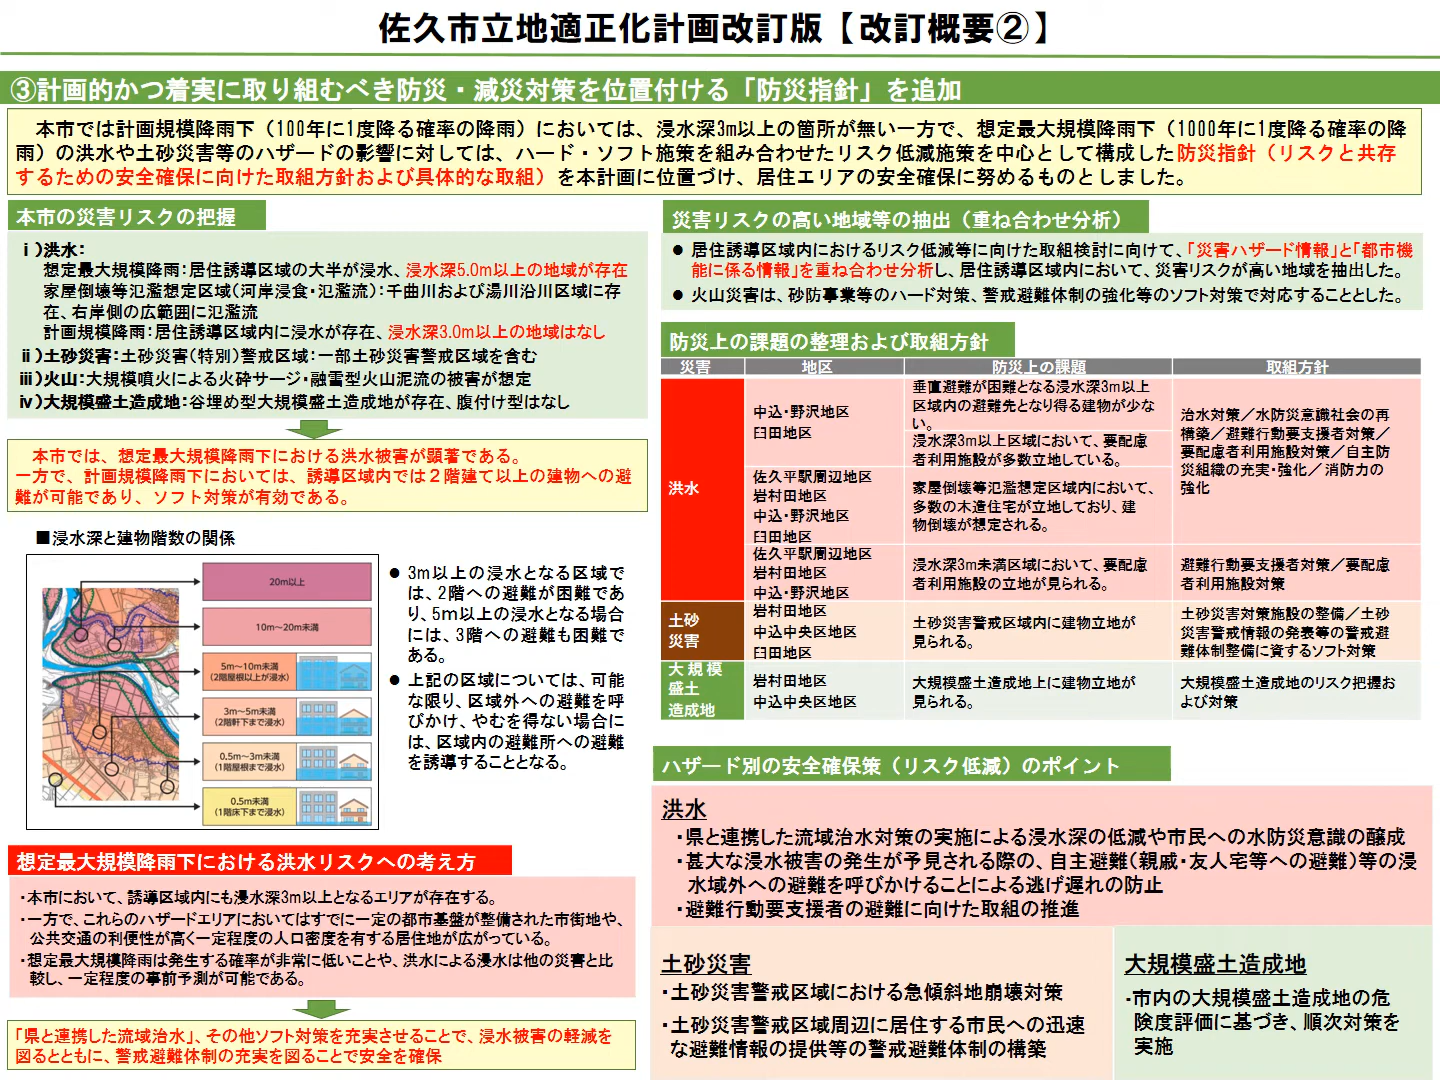 佐久市立地適正化計画改訂版【改訂概要②】
③計画的かつ着実に取り組むべき防災・減災対策を位置付ける「防災指針」を追加
本市では計画規模降雨下（100年に1度降る確率の降雨）においては、浸水深3m以上の箇所が無い一方で、想定最大規模降雨下（1000年に1度降る確率の降
雨）の洪水や土砂災害等のハザードの影響に対しては、ハード・ソフト施策を組み合わせたリスク低減施策を中心として構成した防災指針（リスクと共存
するための安全確保に向けた取組方針および具体的な取組）を本計画に位置づけ、居住エリアの安全確保に努めるものとしました。
本市の災害リスクの把握
ⅰ）洪水：
想定最大規模降雨：居住誘導区域の大半が浸水、浸水深5.0m以上の地域が存在
家屋倒壊等氾濫想定区域（河岸浸食・氾濫流）：千曲川および湯川沿川区域に存
在、右岸側の広範囲に氾濫流
計画規模降雨：居住誘導区域内に浸水が存在、浸水深3.0m以上の地域はなし
ⅱ）土砂災害：土砂災害（特別）警戒区域：一部土砂災害警戒区域を含む
ⅲ）火山：大規模噴火による火砕サージ・融雪型火山泥流の被害が想定
ⅳ）大規模盛土造成地：谷埋め型大規模盛土造成地が存在、腹付け型はなし
本市では、想定最大規模降雨下における洪水被害が顕著である。
一方で、計画規模降雨下においては、誘導区域内では２階建て以上の建物への避
難が可能であり、ソフト対策が有効である。
■浸水深と建物階数の関係
20m以上
10m～20m未満
5m～10m未満
（2階屋根以上が浸水）
3m～5m未満
（2階軒下まで浸水）
0.5m～3m未満
（1階屋根まで浸水）
0.5m未満
（1階床下まで浸水）
● 3m以上の浸水となる区域で
は、2階への避難が困難であ
り、5m以上の浸水となる場合
には、3階への避難も困難で
ある。
● 上記の区域については、可能
な限り、区域外への避難を呼
びかけ、やむを得ない場合に
は、区域内の避難所への避難
を誘導することとなる。
想定最大規模降雨下における洪水リスクへの考え方
・本市において、誘導区域内にも浸水深3m以上となるエリアが存在する。
・一方で、これらのハザードエリアにおいてはすでに一定の都市基盤が整備された市街地や、
公共交通の利便性が高く一定程度の人口密度を有する居住地が広がっている。
・想定最大規模降雨は発生する確率が非常に低いことや、洪水による浸水は他の災害と比
較し、一定程度の事前予測が可能である。
「県と連携した流域治水」、その他ソフト対策を充実させることで、浸水被害の軽減を
図るとともに、警戒避難体制の充実を図ることで安全を確保
災害リスクの高い地域等の抽出（重ね合わせ分析）
● 居住誘導区域内におけるリスク低減等に向けた取組検討に向けて、「災害ハザード情報」と「都市機
能に係る情報」を重ね合わせ分析し、居住誘導区域内において、災害リスクが高い地域を抽出した。
● 火山災害は、砂防事業等のハード対策、警戒避難体制の強化等のソフト対策で対応することとした。
防災上の課題の整理および取組方針
災害 地区 防災上の課題 取組方針
洪水
中込・野沢地区
臼田地区
垂直避難が困難となる浸水深3m以上
区域内の避難先となり得る建物が少な
い。
浸水深3m以上区域において、要配慮
者利用施設が多数立地している。
治水対策／水防災意識社会の再
構築／避難行動要支援者対策／
要配慮者利用施設対策／自主防
災組織の充実・強化／消防力の
強化
佐久平駅周辺地区
岩村田地区
中込・野沢地区
臼田地区
家屋倒壊等氾濫想定区域内において、
多数の木造住宅が立地しており、建
物倒壊が想定される。
佐久平駅周辺地区
岩村田地区
中込・野沢地区
浸水深3m未満区域において、要配慮
者利用施設の立地が見られる。
避難行動要支援者対策／要配慮
者利用施設対策
土砂
災害
岩村田地区
中込中央区地区
臼田地区
土砂災害警戒区域内に建物立地が
見られる。
土砂災害対策施設の整備／土砂
災害警戒情報の発表等の警戒避
難体制整備に資するソフト対策
大規模
盛土
造成地
岩村田地区
中込中央区地区
大規模盛土造成地上に建物立地が
見られる。
大規模盛土造成地のリスク把握お
よび対策
ハザード別の安全確保策（リスク低減）のポイント
洪水
・県と連携した流域治水対策の実施による浸水深の低減や市民への水防災意識の醸成
・甚大な浸水被害の発生が予見される際の、自主避難（親戚・友人宅等への避難）等の浸
水域外への避難を呼びかけることによる逃げ遅れの防止
・避難行動要支援者の避難に向けた取組の推進
土砂災害
・土砂災害警戒区域における急傾斜地崩壊対策
・土砂災害警戒区域周辺に居住する市民への迅速
な避難情報の提供等の警戒避難体制の構築
大規模盛土造成地
・市内の大規模盛土造成地の危
険度評価に基づき、順次対策を
実施